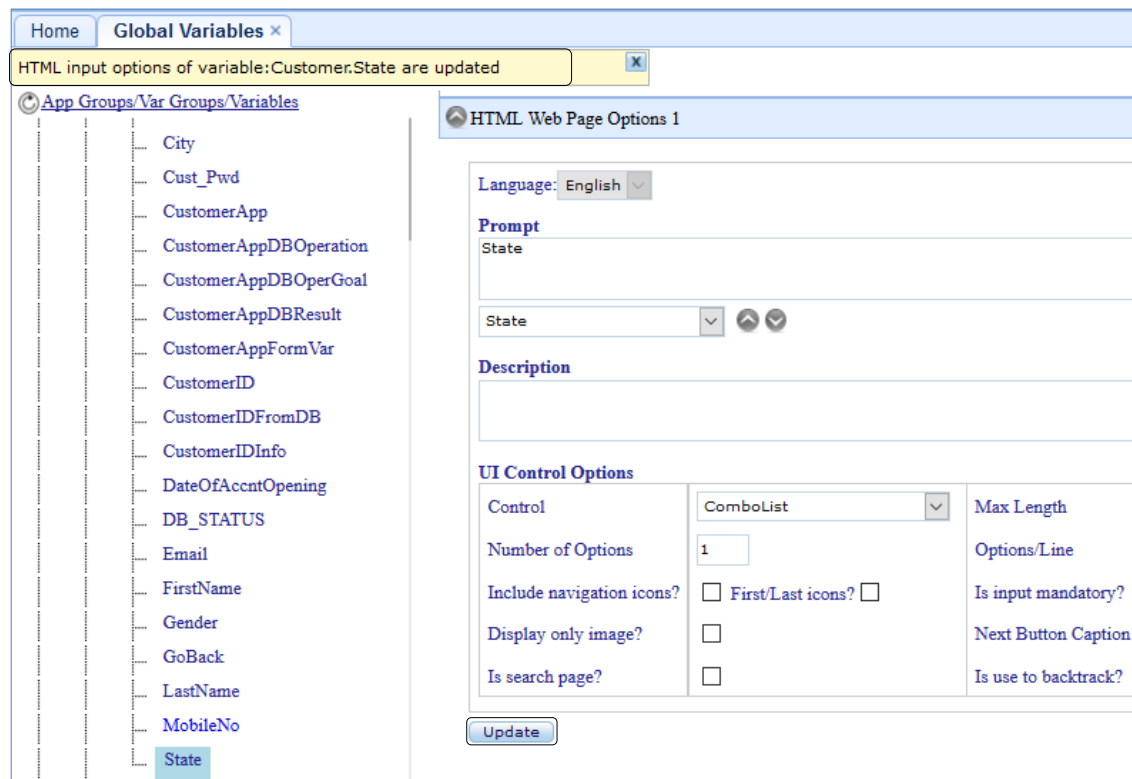 Home
Global Variables ×
HTML input options of variable:Customer.State are updated
X
App Groups/Var Groups/Variables
City
Cust_Pwd
CustomerApp
CustomerAppDBOperation
CustomerAppDBOperGoal
CustomerAppDBResult
CustomerAppFormVar
CustomerID
CustomerIDFromDB
CustomerIDInfo
DateOfAccntOpening
DB_STATUS
Email
FirstName
Gender
GoBack
LastName
MobileNo
State
HTML Web Page Options 1
Language: English
Prompt
State
State
Description
UI Control Options
Control ComboList Max Length
Number of Options 1 Options/Line
Include navigation icons? First/Last icons? Is input mandatory?
Display only image? Next Button Caption
Is search page? Is use to backtrack?
Update